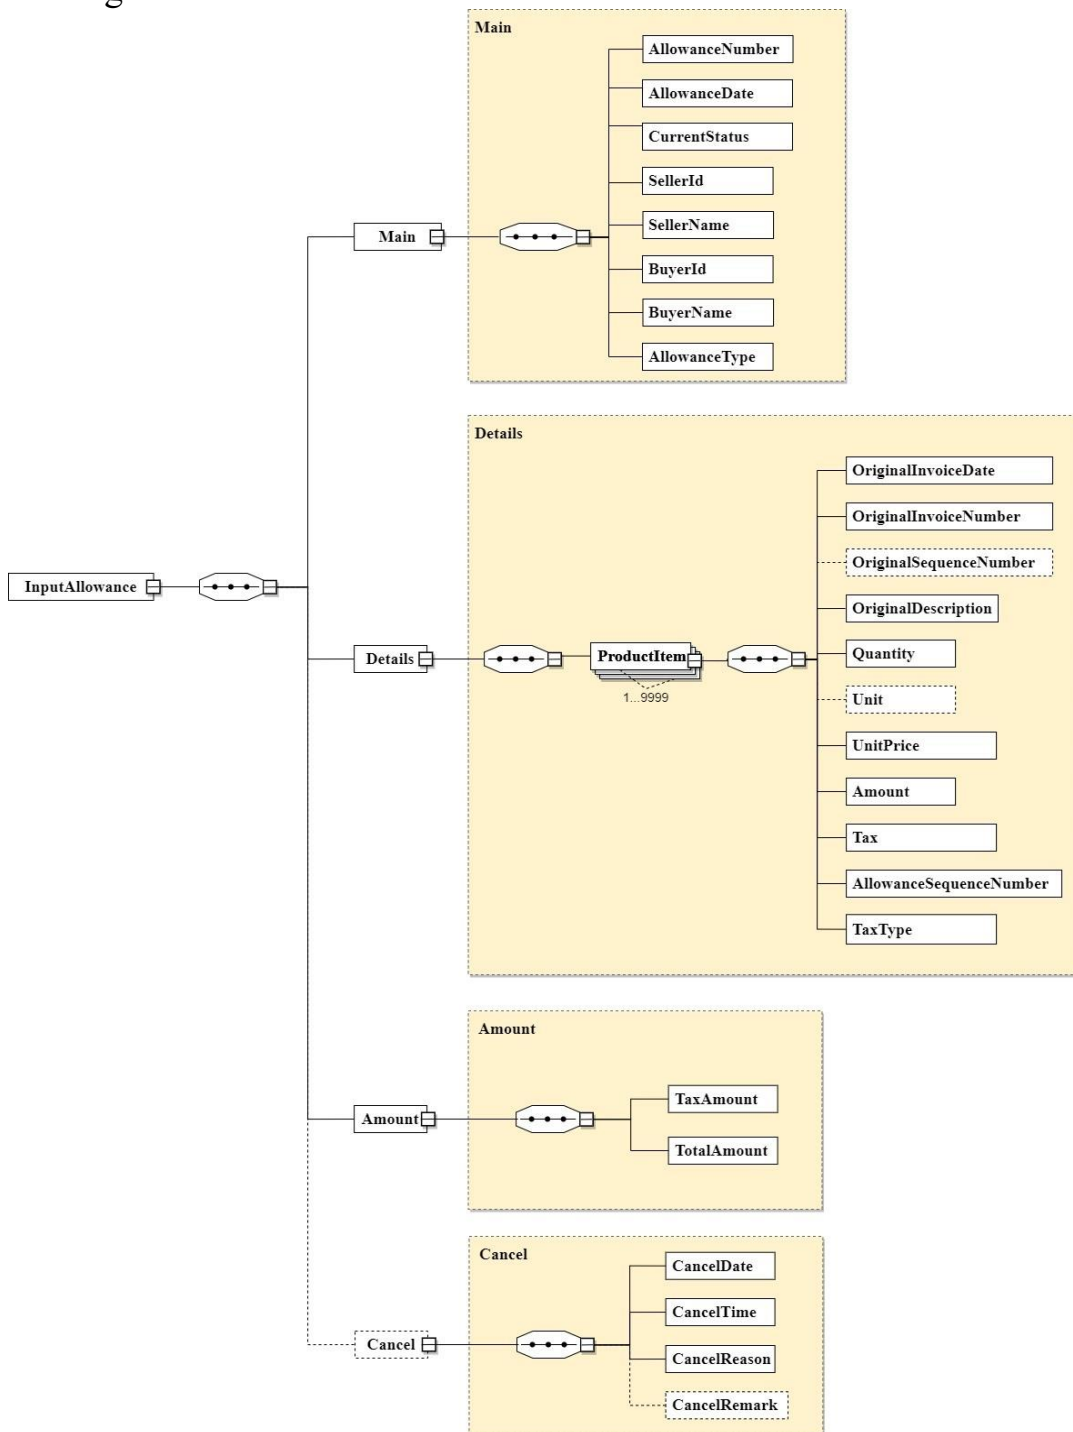 Main
AllowanceNumber
AllowanceDate
CurrentStatus
SellerId
SellerName
Main
BuyerId
BuyerName
AllowanceType
Details
OriginalInvoiceDate
OriginalInvoiceNumber
OriginalSequenceNumber
InputAllowance
OriginalDescription
Details
ProductItem
1...9999
Quantity
Unit
UnitPrice
Amount
Tax
AllowanceSequenceNumber
TaxType
Amount
TaxAmount
Amount
TotalAmount
Cancel
CancelDate
CancelTime
Cancel
CancelReason
CancelRemark